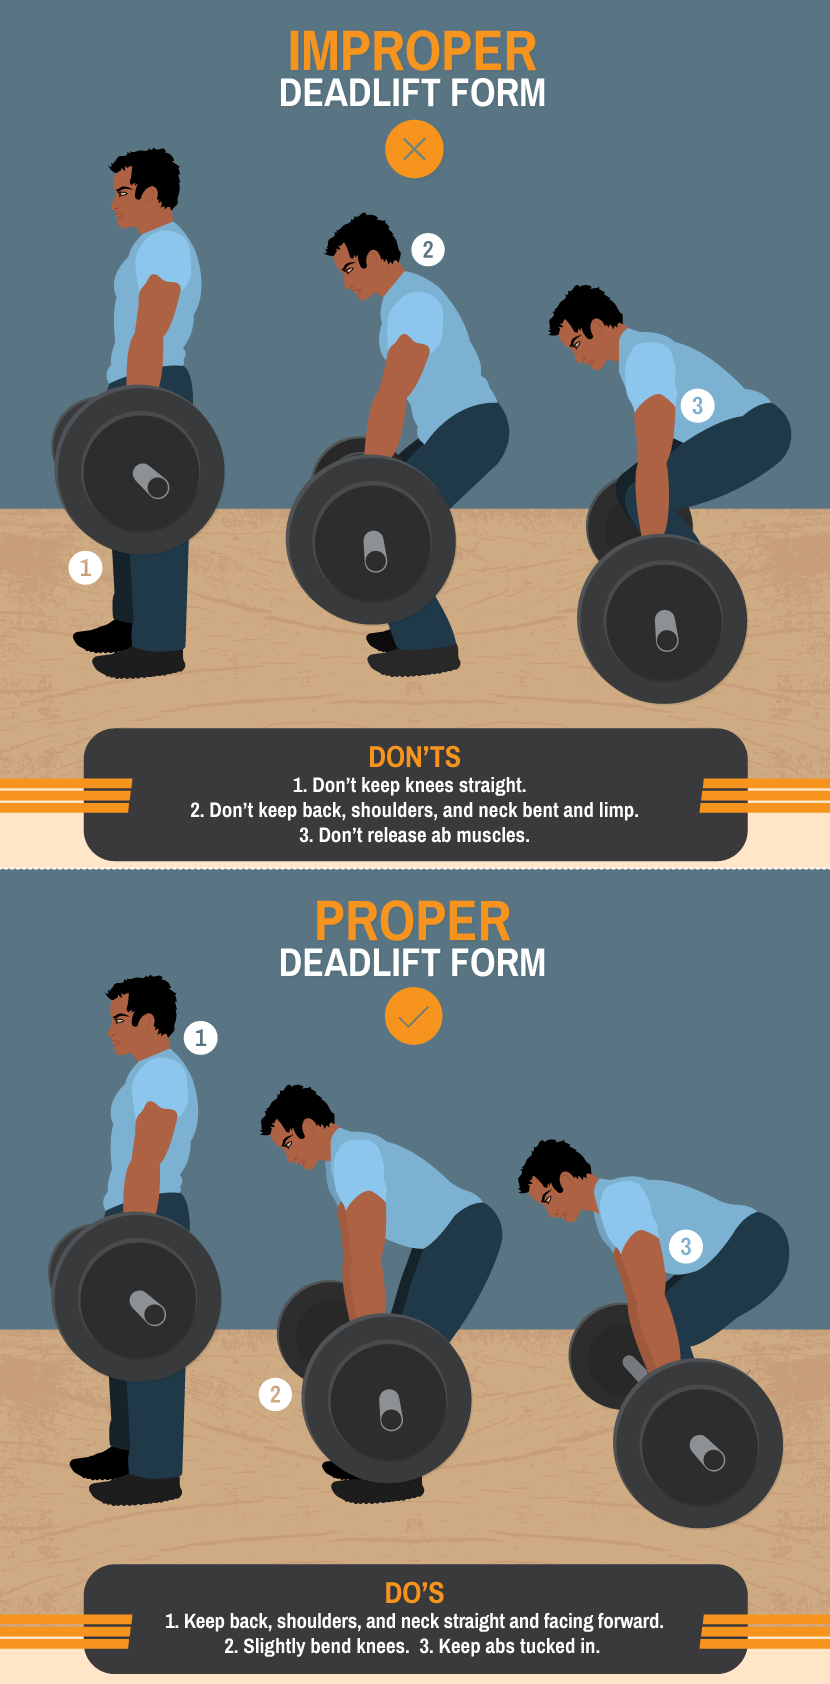 IMPROPER
DEADLIFT FORM
2
3
1
DON'TS
1. Don't keep knees straight.
2. Don't keep back, shoulders, and neck bent and limp.
3. Don't release ab muscles.
PROPER
DEADLIFT FORM
1
3
2
DO'S
1. Keep back, shoulders, and neck straight and facing forward.
2. Slightly bend knees. 3. Keep abs tucked in.